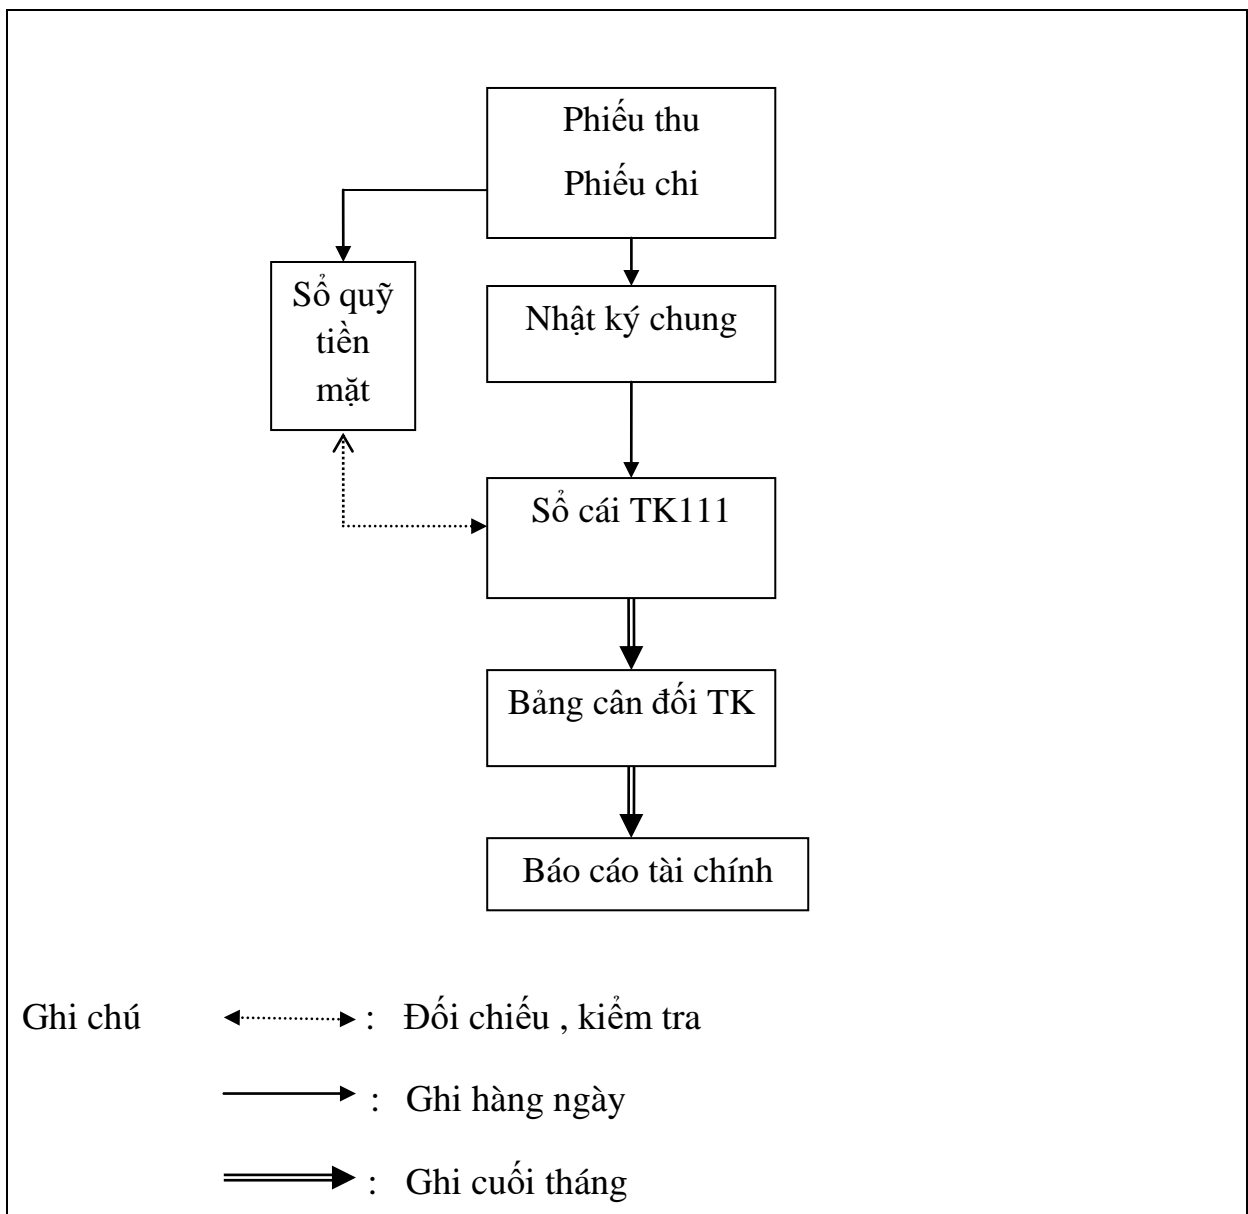 Phiếu thu
Phiếu chi
Sổ quỹ
tiền
mặt
Nhật ký chung
Sổ cái TK111
Bảng cân đối TK
Báo cáo tài chính
Ghi chú : Đối chiếu , kiểm tra
: Ghi hàng ngày
: Ghi cuối tháng